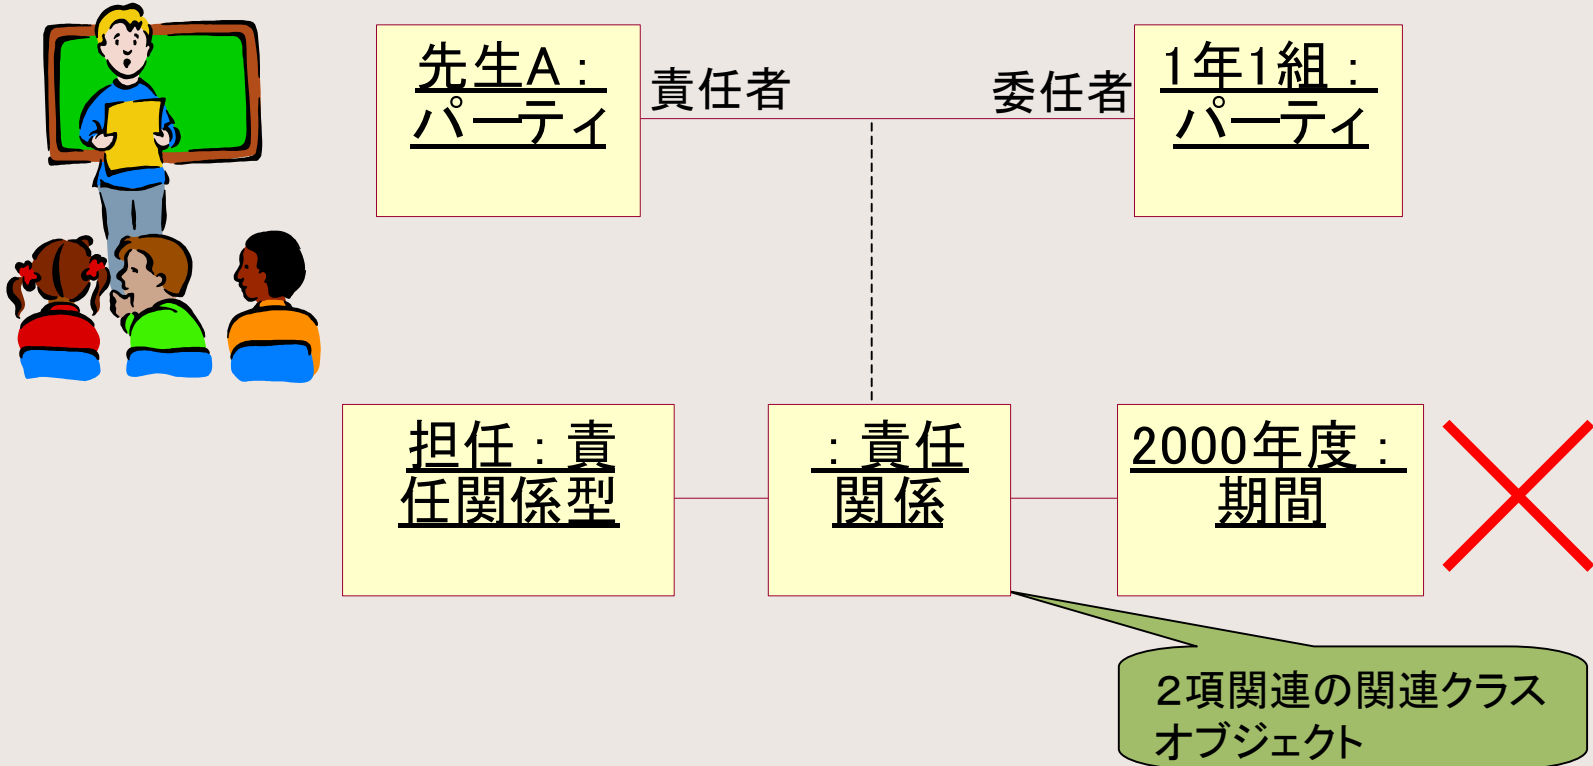 先生A：
パーティ
責任者
委任者
1年1組：
パーティ
担任：責
任関係型
：責任
関係
2000年度：
期間
２項関連の関連クラス
オブジェクト